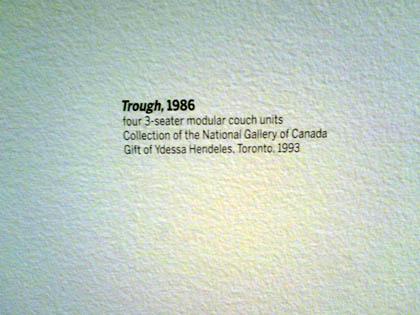 Trough, 1986
four 3-seater modular couch units
Collection of the National Gallery of Canada
Gift of Ydessa Hendeles, Toronto, 1993